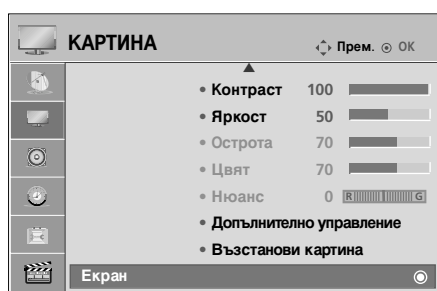 КАРТИНА
Прем. OK
• Контраст 100
• Яркост 50
• Острота 70
• Цвят 70
• Нюанс 0 R G
• Допълнително управление
• Възстанови картина
Екран